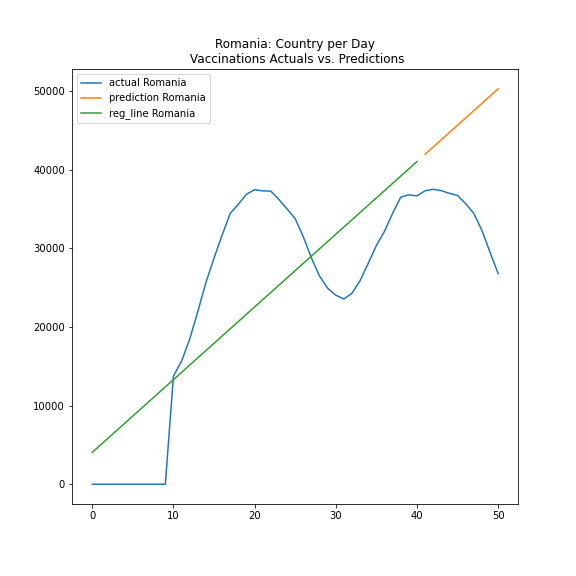 Romania: Country per Day
Vaccinations Actuals vs. Predictions
actual Romania
prediction Romania
reg_line Romania
50000
40000
30000
20000
10000
0
0 10 20 30 40 50